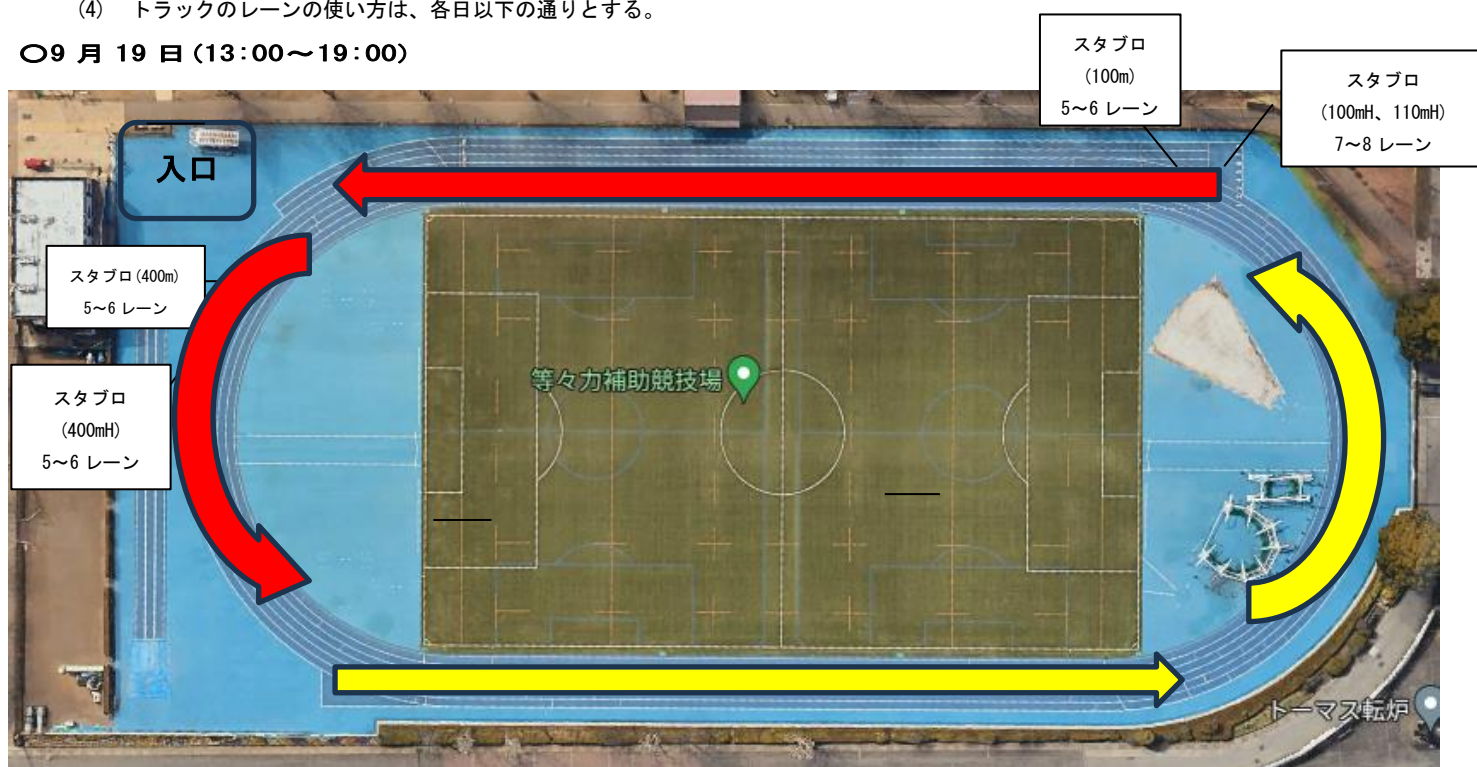 (4) トラックのレーンの使い方は、各日以下の通りとする。
〇9 月 19 日(13:00～19:00)
スタブロ
(100m)
5～6 レーン
スタブロ
(100mH、110mH)
7～8 レーン
入口
スタブロ(400m)
5～6 レーン
スタブロ
(400mH)
5～6 レーン
等々力補助競技場
トーマス転炉